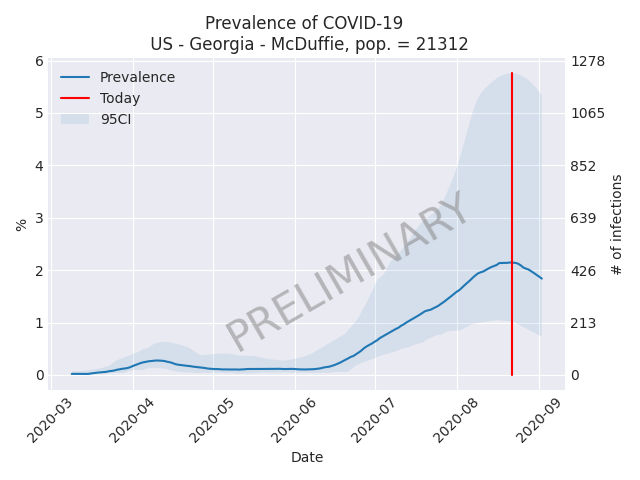 Prevalence of COVID-19
US - Georgia - McDuffie, pop. = 21312
Prevalence
Today
95CI
6
5
4
3
2
1
0
%
1278
1065
852
639
426
213
0
# of infections
PRELIMINARY
2020-03
2020-04
2020-05
2020-06
2020-07
2020-08
2020-09
Date